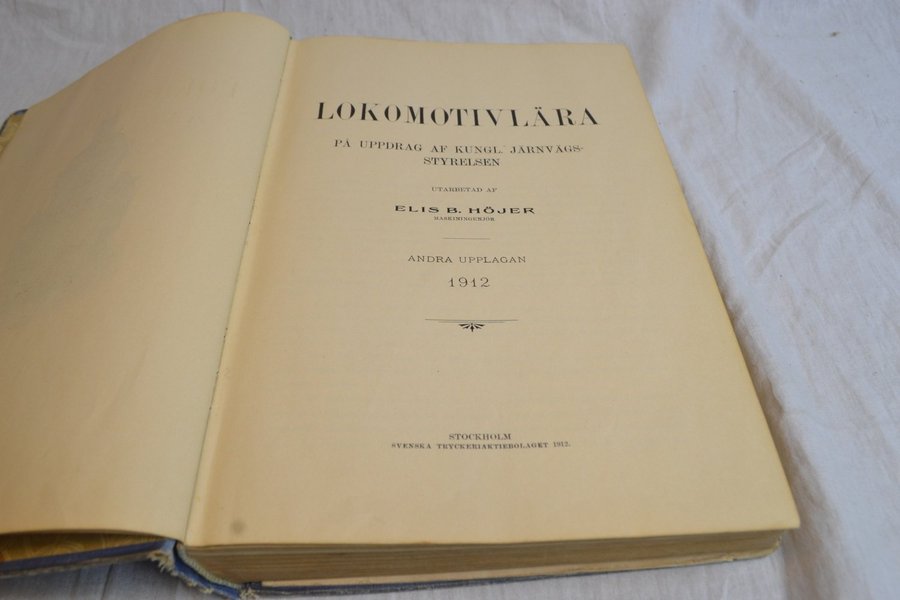 LOKOMOTIVLÄRA
PÅ UPPDRAG AF KUNGL. JÄRNVÄGS-
STYRELSEN
UTARBETAD AF
ELIS B. HÖJER
MASKININGENJÖR
ANDRA UPPLAGAN
1912
STOCKHOLM
SVENSKA TRYCKERIAKTIEBOLAGET 1912.